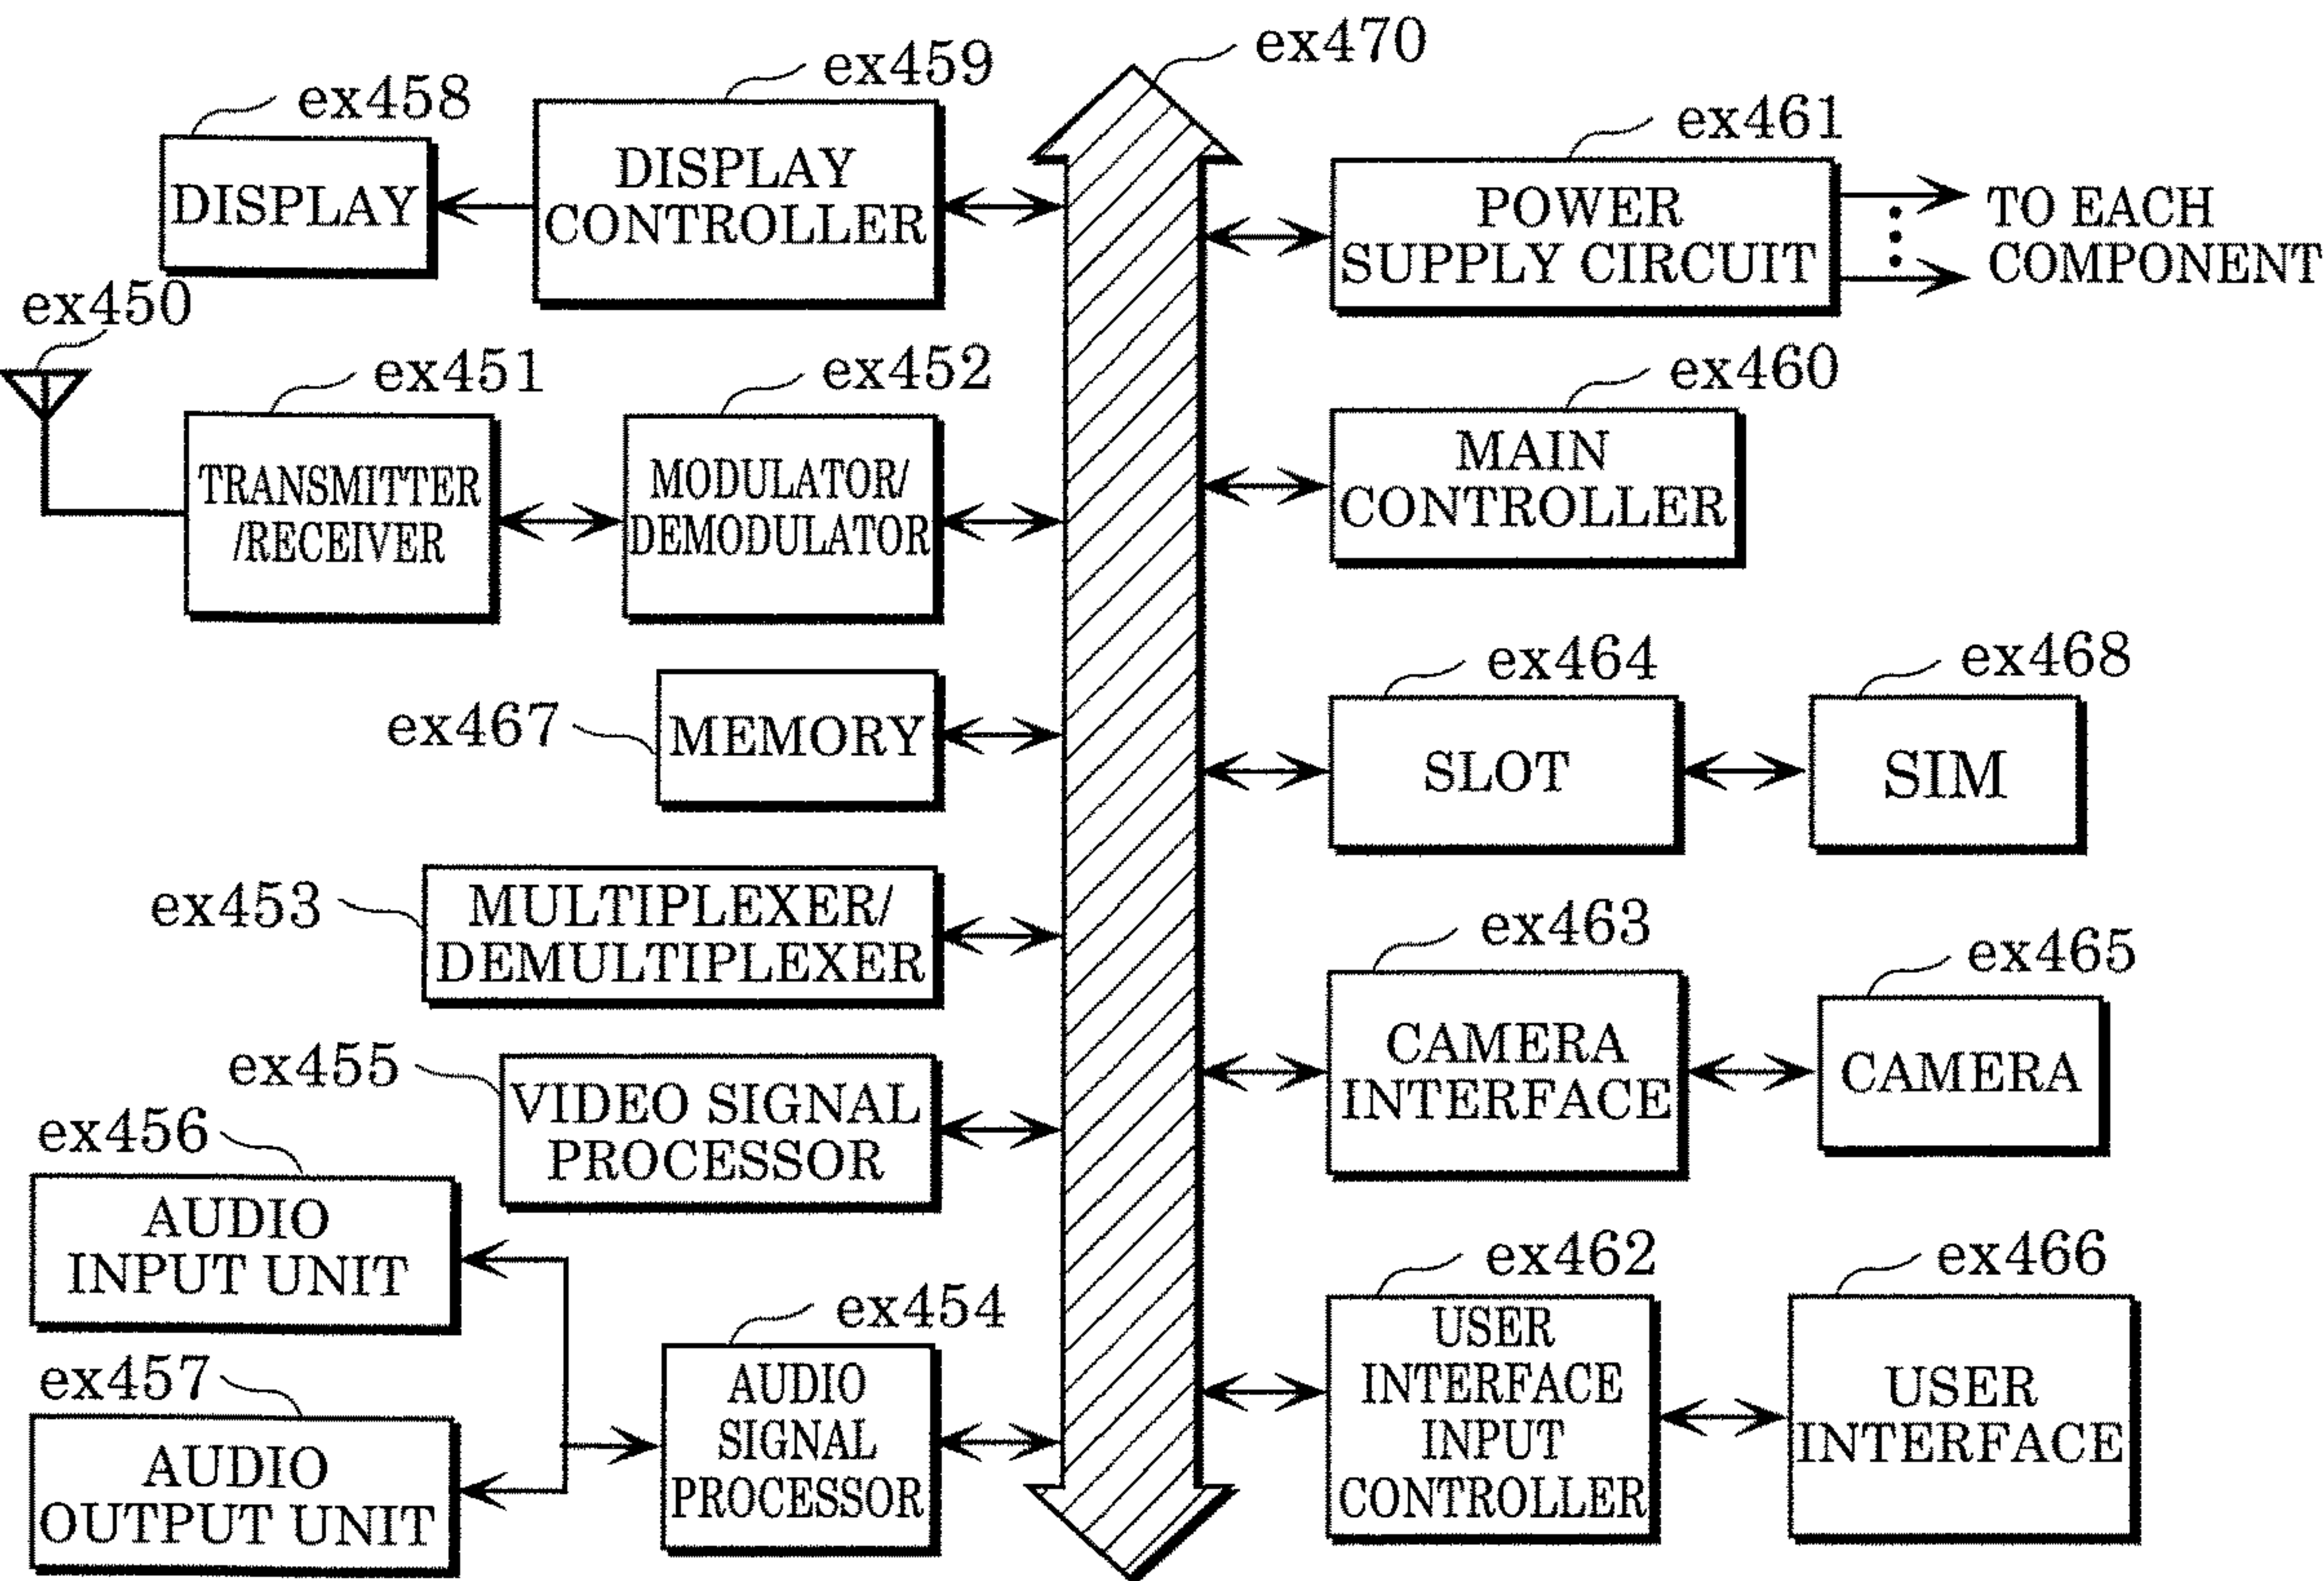 ex470
ex459
ex458
DISPLAY
CONTROLLER
DISPLAY
ex461
POWER
SUPPLY CIRCUIT
TO EACH
COMPONENT
ex450
ex451
TRANSMITTER
/RECEIVER
ex452
MODULATOR/
DEMODULATOR
ex460
MAIN
CONTROLLER
ex467
MEMORY
ex464
SLOT
ex468
SIM
ex453
MULTIPLEXER/
DEMULTIPLEXER
ex463
CAMERA
INTERFACE
ex465
CAMERA
ex455
VIDEO SIGNAL
PROCESSOR
ex456
AUDIO
INPUT UNIT
ex457
AUDIO
OUTPUT UNIT
ex454
AUDIO
SIGNAL
PROCESSOR
ex462
USER
INTERFACE
INPUT
CONTROLLER
ex466
USER
INTERFACE